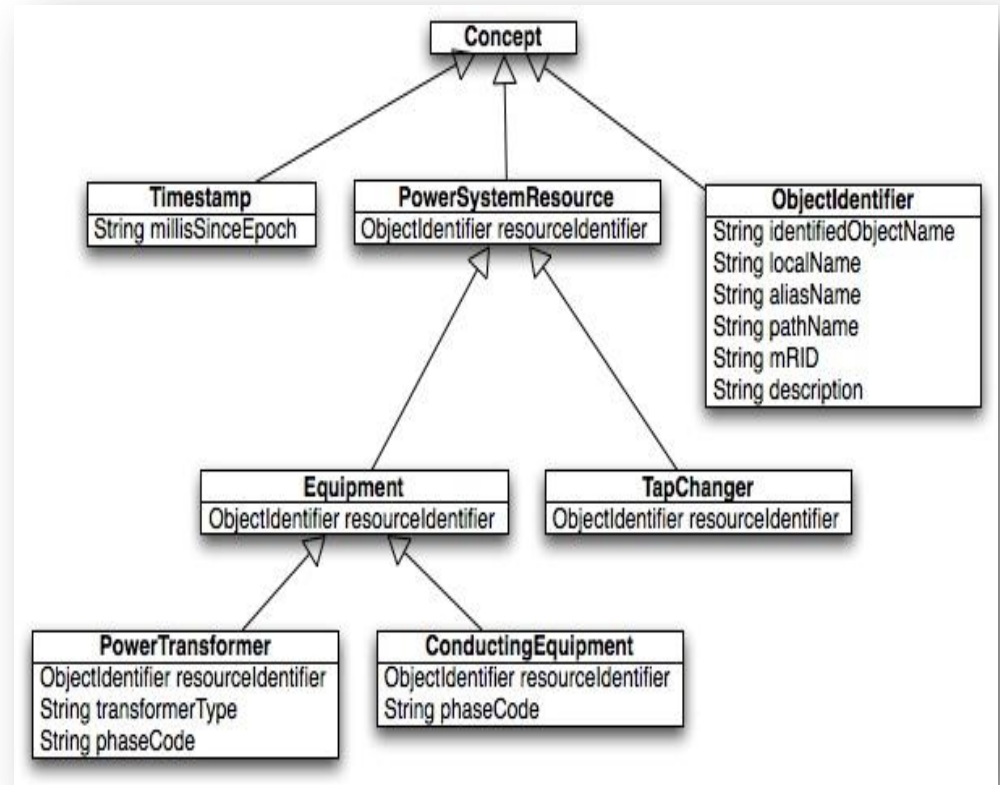 Concept
Timestamp
String millisSinceEpoch
PowerSystemResource
ObjectIdentifier resourceIdentifier
ObjectIdentifier
String identifiedObjectName
String localName
String aliasName
String pathName
String mRID
String description
Equipment
ObjectIdentifier resourceIdentifier
TapChanger
ObjectIdentifier resourceIdentifier
PowerTransformer
ObjectIdentifier resourceIdentifier
String transformerType
String phaseCode
ConductingEquipment
ObjectIdentifier resourceIdentifier
String phaseCode